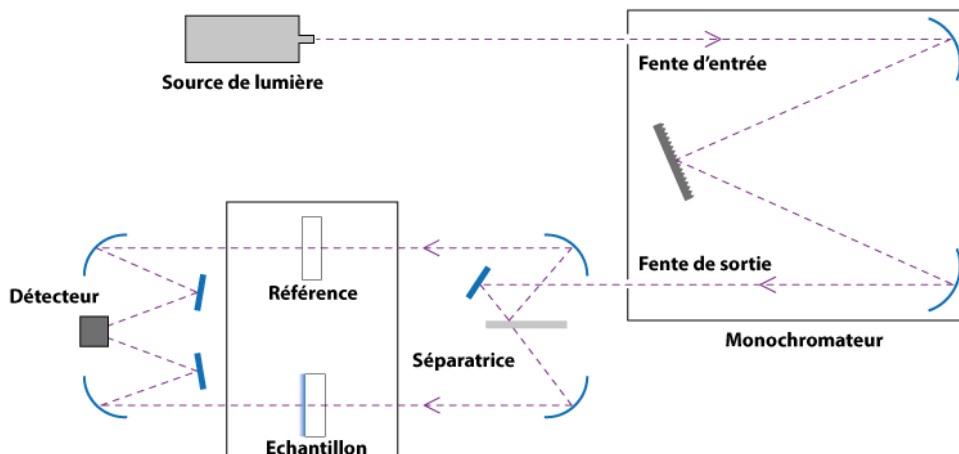 Source de lumière
Fente d'entrée
Fente de sortie
Référence
Détecteur
Monochromateur
Séparatrice
Echantillon